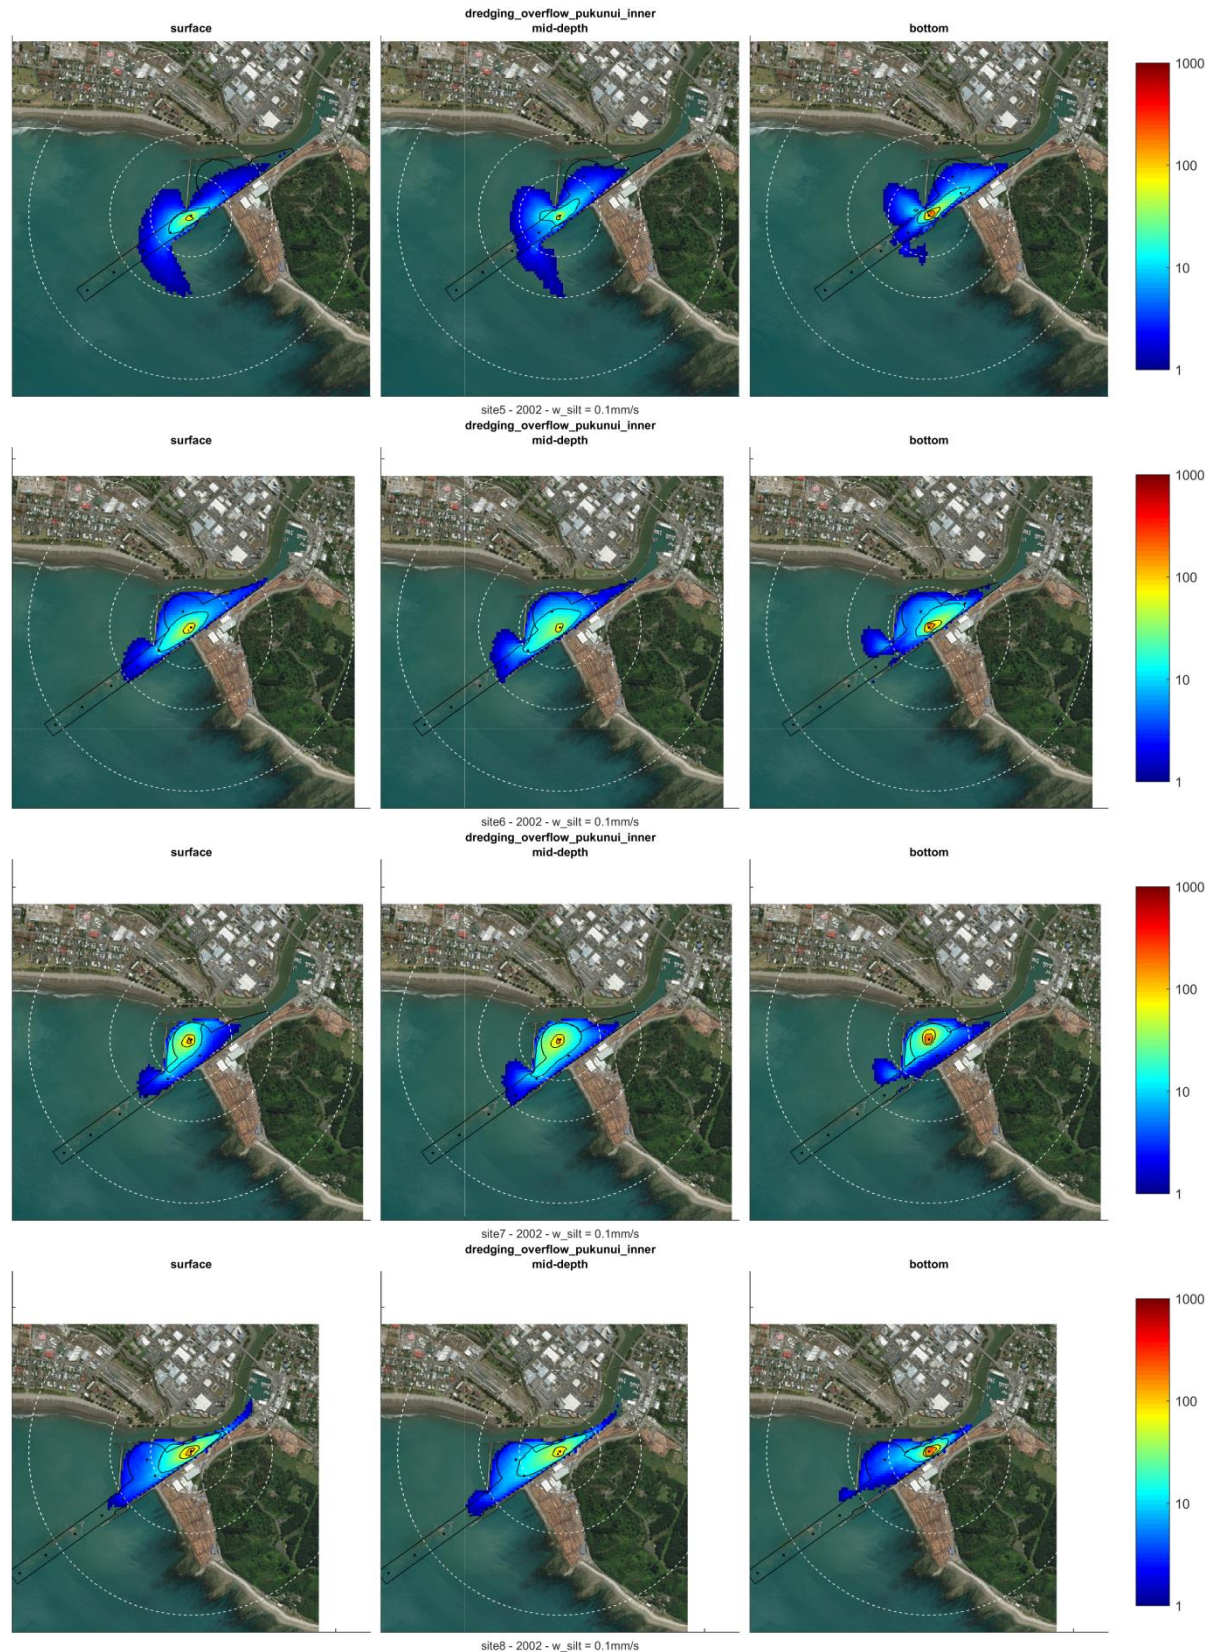 dredging_overflow_pukunui_inner
surface mid-depth bottom
1000
100
10
1
site5 - 2002 - w_silt = 0.1mm/s
dredging_overflow_pukunui_inner
surface mid-depth bottom
1000
100
10
1
site6 - 2002 - w_silt = 0.1mm/s
dredging_overflow_pukunui_inner
surface mid-depth bottom
1000
100
10
1
site7 - 2002 - w_silt = 0.1mm/s
dredging_overflow_pukunui_inner
surface mid-depth bottom
1000
100
10
1
site8 - 2002 - w_silt = 0.1mm/s